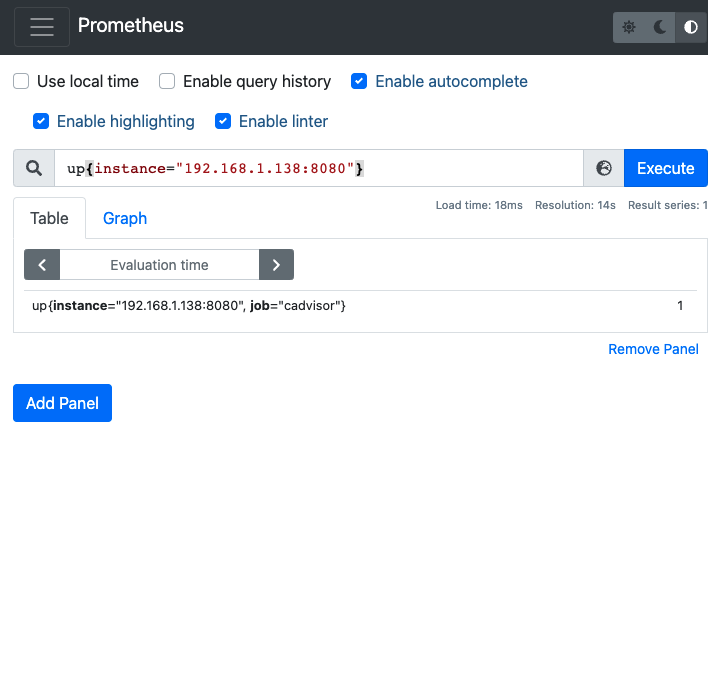 Prometheus
Use local time Enable query history Enable autocomplete
Enable highlighting Enable linter
up{instance="192.168.1.138:8080"} Execute
Load time: 18ms Resolution: 14s Result series: 1
Table Graph
Evaluation time
up{instance="192.168.1.138:8080", job="cadvisor"} 1
Remove Panel
Add Panel